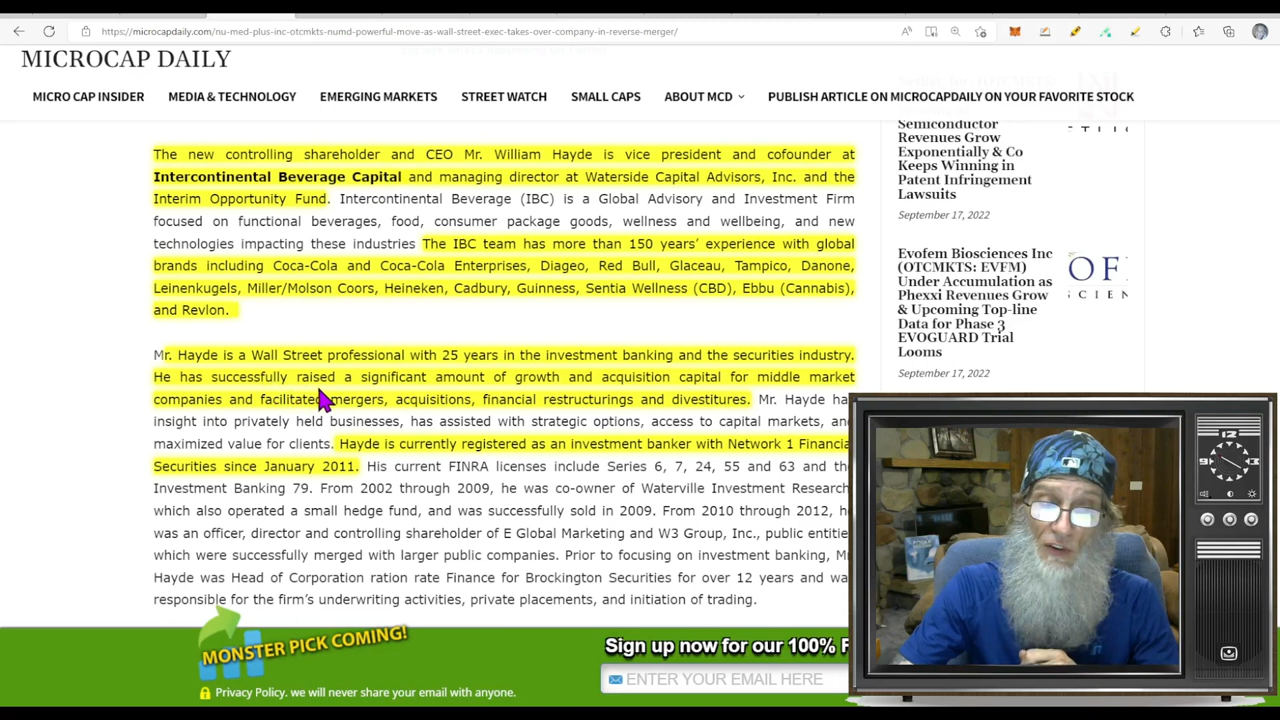 https://microcapdaily.com/nu-med-plus-inc-otcmkts-numd-powerful-move-as-wall-street-exec-takes-over-company-in-reverse-merger/
MICROCAP DAILY
MICRO CAP INSIDER MEDIA & TECHNOLOGY EMERGING MARKETS STREET WATCH SMALL CAPS ABOUT MCD PUBLISH ARTICLE ON MICROCAPDAILY ON YOUR FAVORITE STOCK
The new controlling shareholder and CEO Mr. William Hayde is vice president and cofounder at
Intercontinental Beverage Capital and managing director at Waterside Capital Advisors, Inc. and the
Interim Opportunity Fund. Intercontinental Beverage (IBC) is a Global Advisory and Investment Firm
focused on functional beverages, food, consumer package goods, wellness and wellbeing, and new
technologies impacting these industries The IBC team has more than 150 years’ experience with global
brands including Coca-Cola and Coca-Cola Enterprises, Diageo, Red Bull, Glaceau, Tampico, Danone,
Leinenkugels, Miller/Molson Coors, Heineken, Cadbury, Guinness, Sentia Wellness (CBD), Ebbu (Cannabis),
and Revlon.
Mr. Hayde is a Wall Street professional with 25 years in the investment banking and the securities industry.
He has successfully raised a significant amount of growth and acquisition capital for middle market
companies and facilitated mergers, acquisitions, financial restructurings and divestitures. Mr. Hayde ha
insight into privately held businesses, has assisted with strategic options, access to capital markets, and
maximized value for clients. Hayde is currently registered as an investment banker with Network 1 Financia
Securities since January 2011. His current FINRA licenses include Series 6, 7, 24, 55 and 63 and the
Investment Banking 79. From 2002 through 2009, he was co-owner of Waterville Investment Research
which also operated a small hedge fund, and was successfully sold in 2009. From 2010 through 2012, he
was an officer, director and controlling shareholder of E Global Marketing and W3 Group, Inc., public entitie
which were successfully merged with larger public companies. Prior to focusing on investment banking, M
Hayde was Head of Corporation ration rate Finance for Brockington Securities for over 12 years and wa
responsible for the firm’s underwriting activities, private placements, and initiation of trading.
Semiconductor
Revenues Grow
Exponentially & Co
Keeps Winning in
Patent Infringement
Lawsuits
September 17, 2022
Evofem Biosciences Inc
(OTCMKTS: EVFM)
Under Accumulation as
Phexxi Revenues Grow
& Upcoming Top-line
Data for Phase 3
EVOGUARD Trial
Looms
OF
SCIEN
September 17, 2022
MONSTER PICK COMING!
Privacy Policy. we will never share your email with anyone.
Sign up now for our 100% F
ENTER YOUR EMAIL HERE
12
9
3